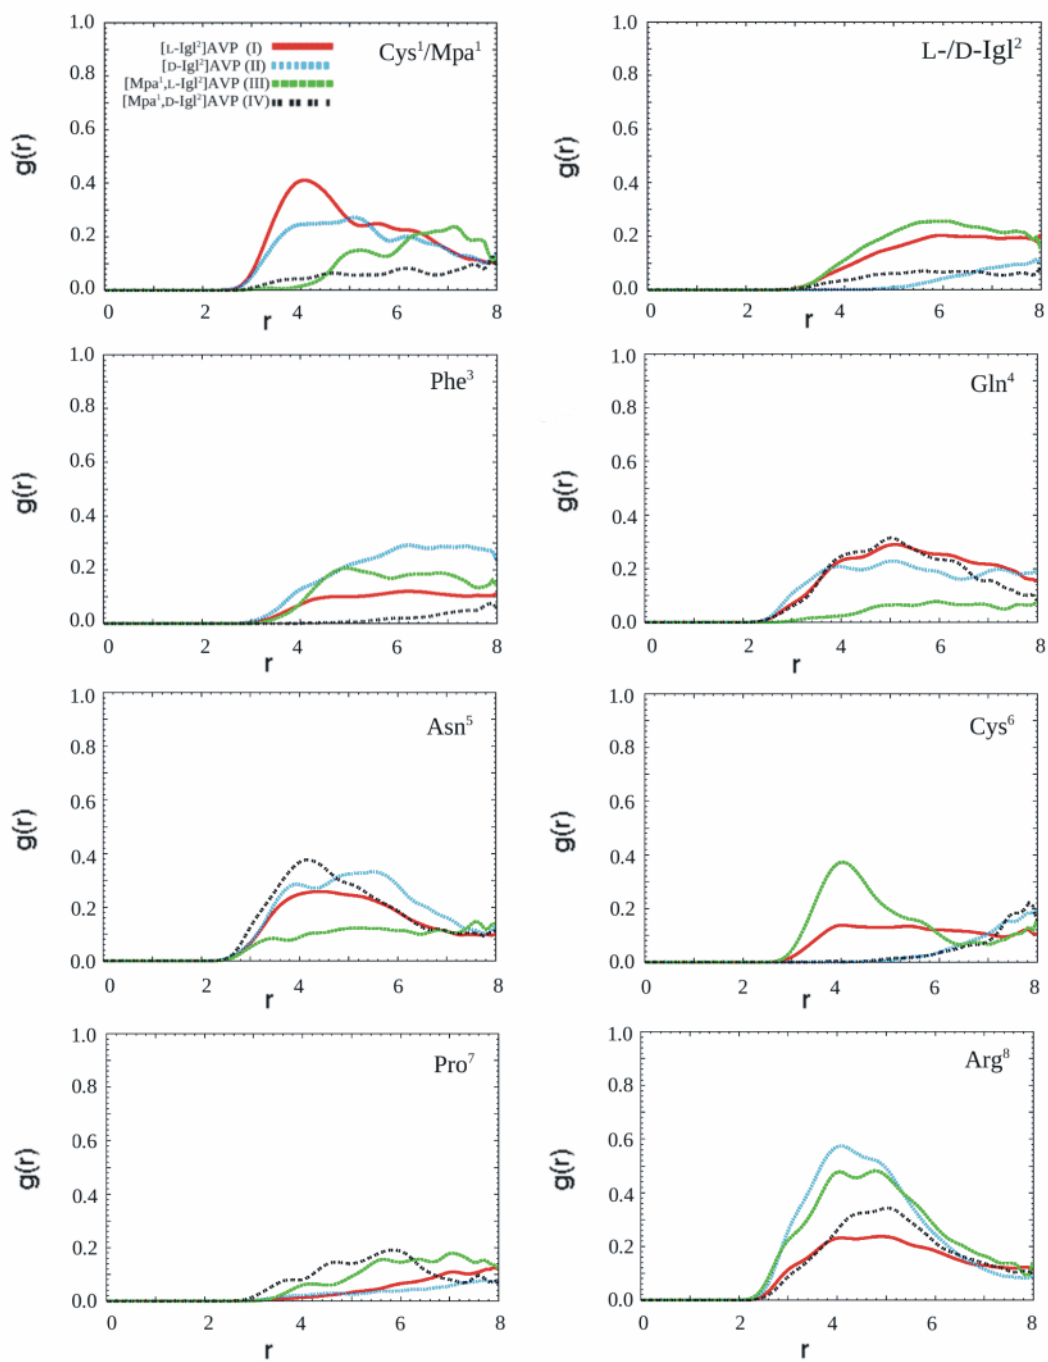 1.0
[L-Igl²]AVP (I)
[D-Igl²]AVP (II)
[Mpa¹,L-Igl²]AVP (III)
[Mpa¹,D-Igl²]AVP (IV)
Cys¹/Mpa¹
0.8
0.6
0.4
0.2
0.0
g(r)
0 2 4 6 8
r
1.0
L-/D-Igl²
0.8
0.6
0.4
0.2
0.0
g(r)
0 2 4 6 8
r
1.0
Phe³
0.8
0.6
0.4
0.2
0.0
g(r)
0 2 4 6 8
r
1.0
Gln⁴
0.8
0.6
0.4
0.2
0.0
g(r)
0 2 4 6 8
r
1.0
Asn⁵
0.8
0.6
0.4
0.2
0.0
g(r)
0 2 4 6 8
r
1.0
Cys⁶
0.8
0.6
0.4
0.2
0.0
g(r)
0 2 4 6 8
r
1.0
Pro⁷
0.8
0.6
0.4
0.2
0.0
g(r)
0 2 4 6 8
r
1.0
Arg⁸
0.8
0.6
0.4
0.2
0.0
g(r)
0 2 4 6 8
r